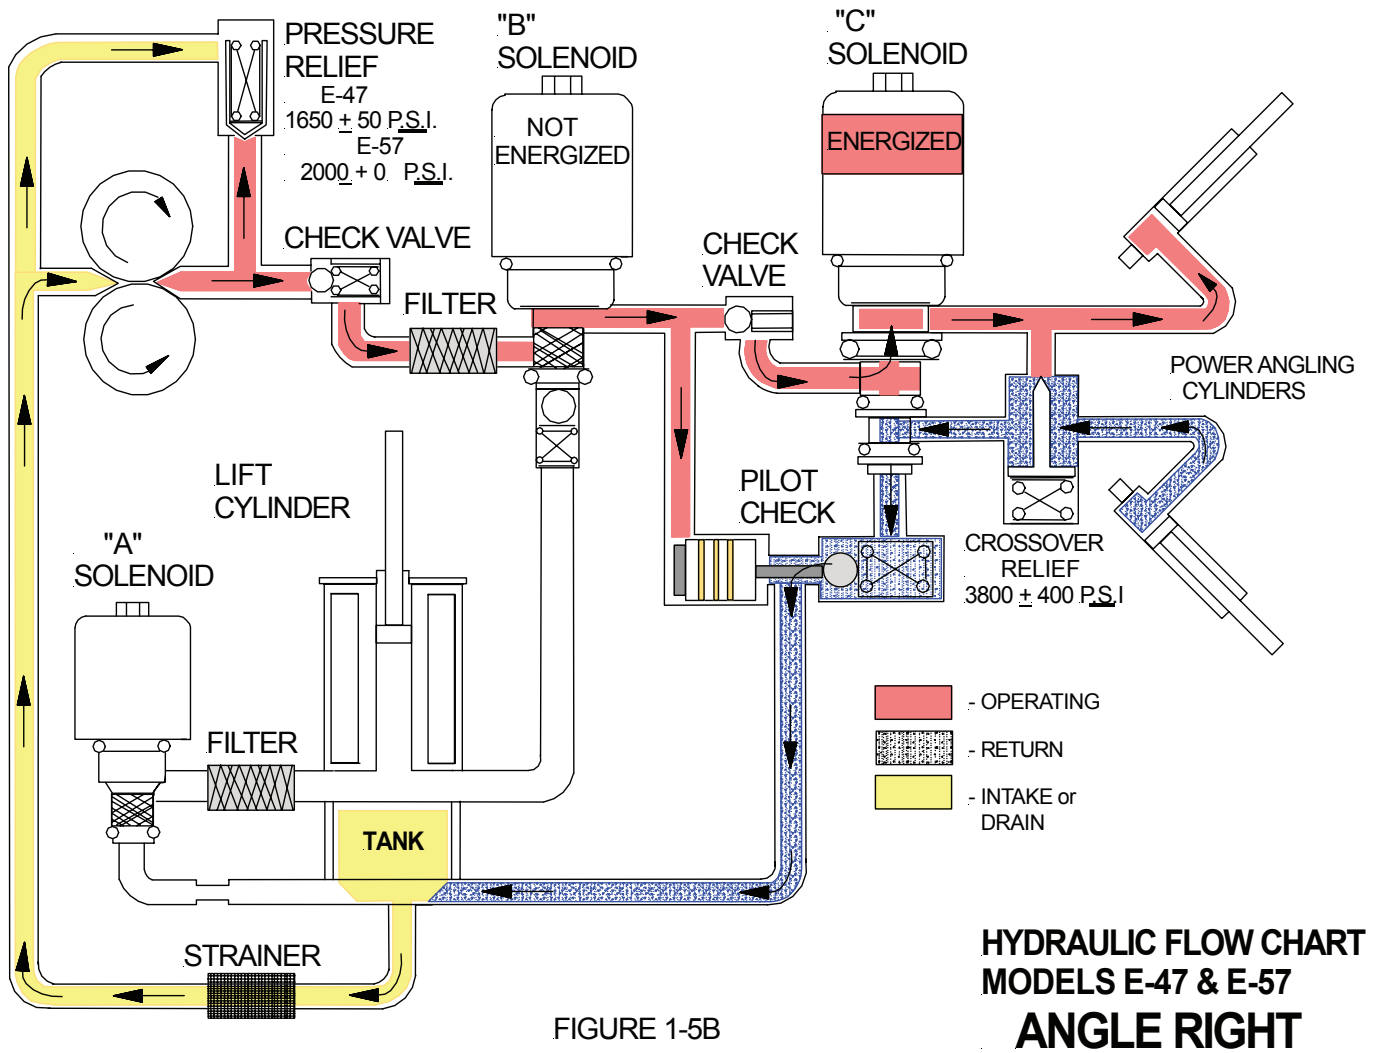 PRESSURE
RELIEF
E-47
1650 ± 50 P.S.I.
E-57
2000 ± 0 P.S.I.
"B"
SOLENOID
NOT
ENERGIZED
"C"
SOLENOID
ENERGIZED
CHECK VALVE
FILTER
CHECK
VALVE
POWER ANGLING
CYLINDERS
LIFT
CYLINDER
PILOT
CHECK
"A"
SOLENOID
CROSSOVER
RELIEF
3800 ± 400 P.S.I
FILTER
TANK
- OPERATING
- RETURN
- INTAKE or
DRAIN
STRAINER
HYDRAULIC FLOW CHART
MODELS E-47 & E-57
ANGLE RIGHT
FIGURE 1-5B